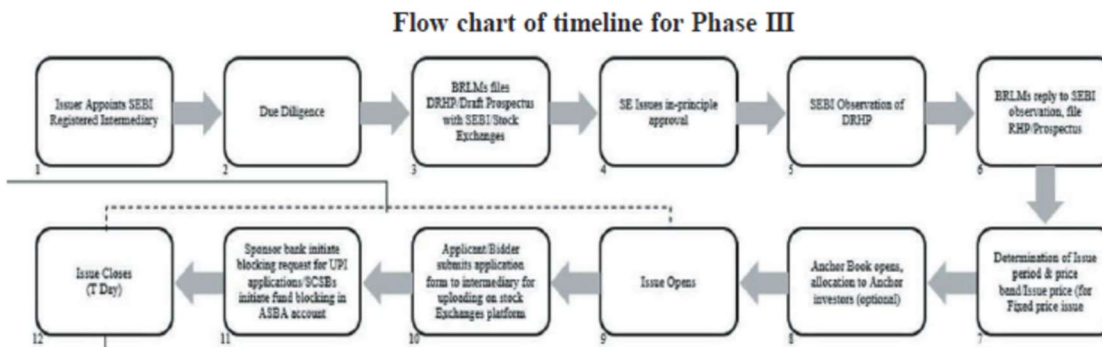 Flow chart of timeline for Phase III
Issuer Appoints SEBI
Registered Intermediary
1
Due Diligence
2
BRLMs files
DRHP/Draft Prospectus
with SEBI/Stock
Exchanges
3
SE Issues in-principle
approval
4
SEBI Observation of
DRHP
5
BRLMs reply to SEBI
observation, file
RHP/Prospectus
6
Determination of Issue
period & price
band/Issue price (for
Fixed price issue
7
Anchor Book opens,
allocation to Anchor
investors (optional)
8
Issue Opens
9
Applicant/Bidder
submits application
form to intermediary for
uploading on stock
Exchanges platform
10
Sponsor bank initiate
blocking request for UPI
applications/SCSBs
initiate fund blocking in
ASBA account
11
Issue Closes
(T Day)
12